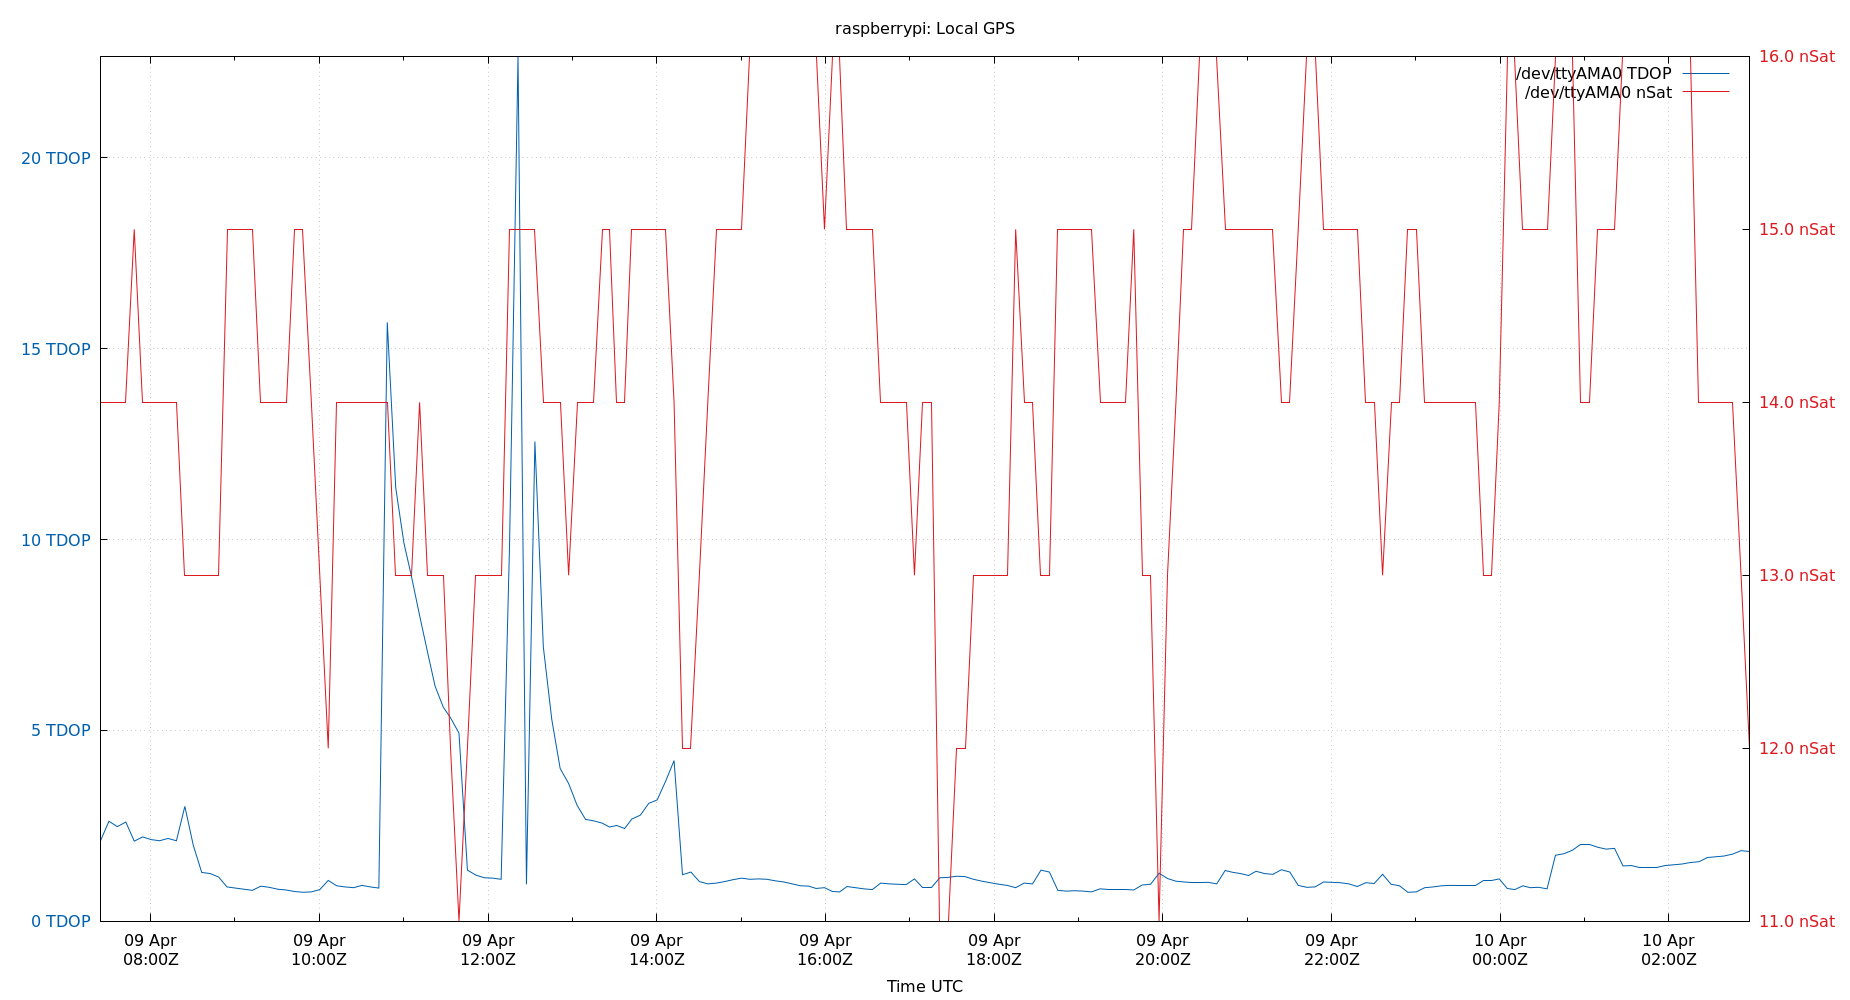 raspberrypi: Local GPS
/dev/ttyAMA0 TDOP
/dev/ttyAMA0 nSat
20 TDOP
15 TDOP
10 TDOP
5 TDOP
0 TDOP
16.0 nSat
15.0 nSat
14.0 nSat
13.0 nSat
12.0 nSat
11.0 nSat
09 Apr
08:00Z
09 Apr
10:00Z
09 Apr
12:00Z
09 Apr
14:00Z
09 Apr
16:00Z
09 Apr
18:00Z
09 Apr
20:00Z
09 Apr
22:00Z
10 Apr
00:00Z
10 Apr
02:00Z
Time UTC